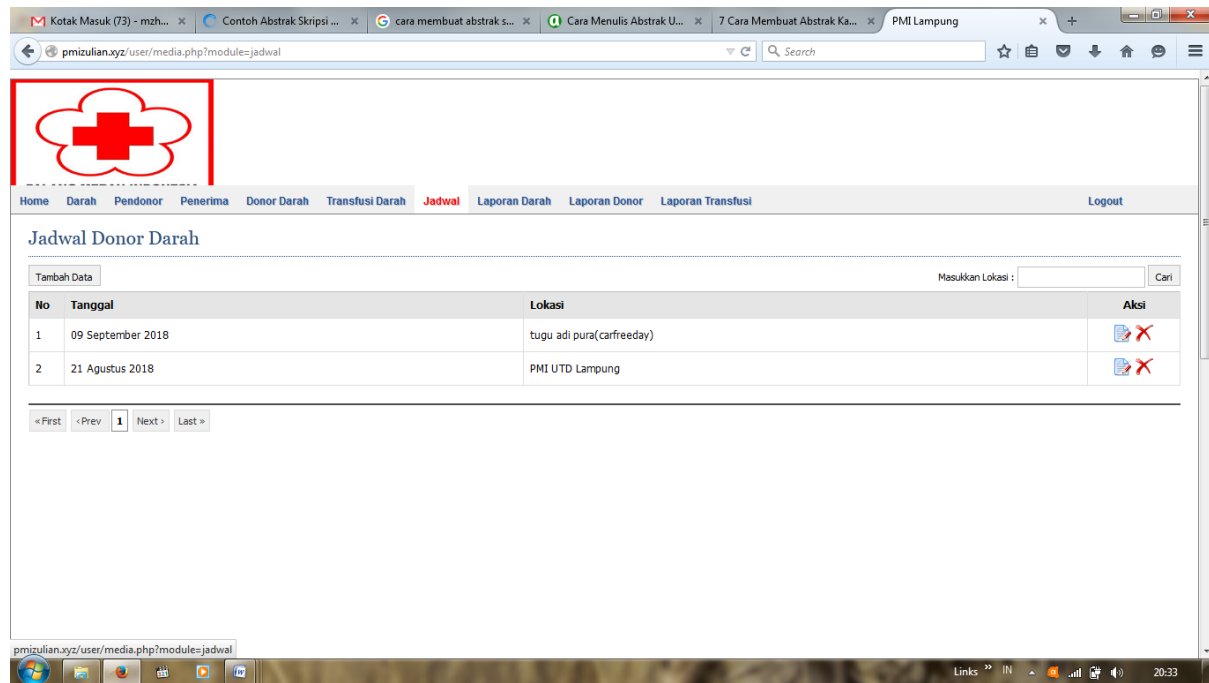 Kotak Masuk (73) - mzh... Contoh Abstrak Skripsi ... cara membuat abstrak s... Cara Menulis Abstrak U... 7 Cara Membuat Abstrak Ka... PMI Lampung
pmizulian.xyz/user/media.php?module=jadwal Search
Home Darah Pendonor Penerima Donor Darah Transfusi Darah Jadwal Laporan Darah Laporan Donor Laporan Transfusi Logout
Jadwal Donor Darah
Tambah Data Masukkan Lokasi : Cari
No Tanggal Lokasi Aksi
1 09 September 2018 tugu adi pura(carfreeday)
2 21 Agustus 2018 PMI UTD Lampung
« First ‹ Prev 1 Next › Last »
pmizulian.xyz/user/media.php?module=jadwal
Links » IN 20:33